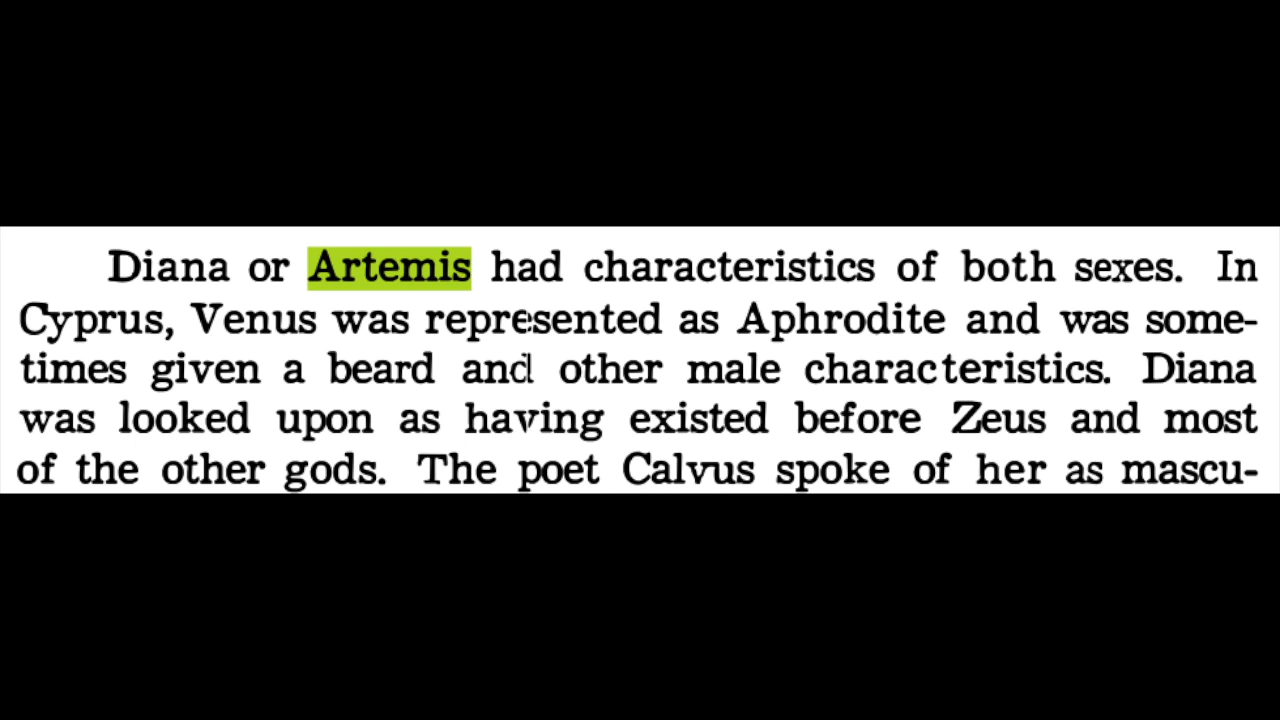 Diana or Artemis had characteristics of both sexes. In
Cyprus, Venus was represented as Aphrodite and was some-
times given a beard and other male characteristics. Diana
was looked upon as having existed before Zeus and most
of the other gods. The poet Calvus spoke of her as mascu-